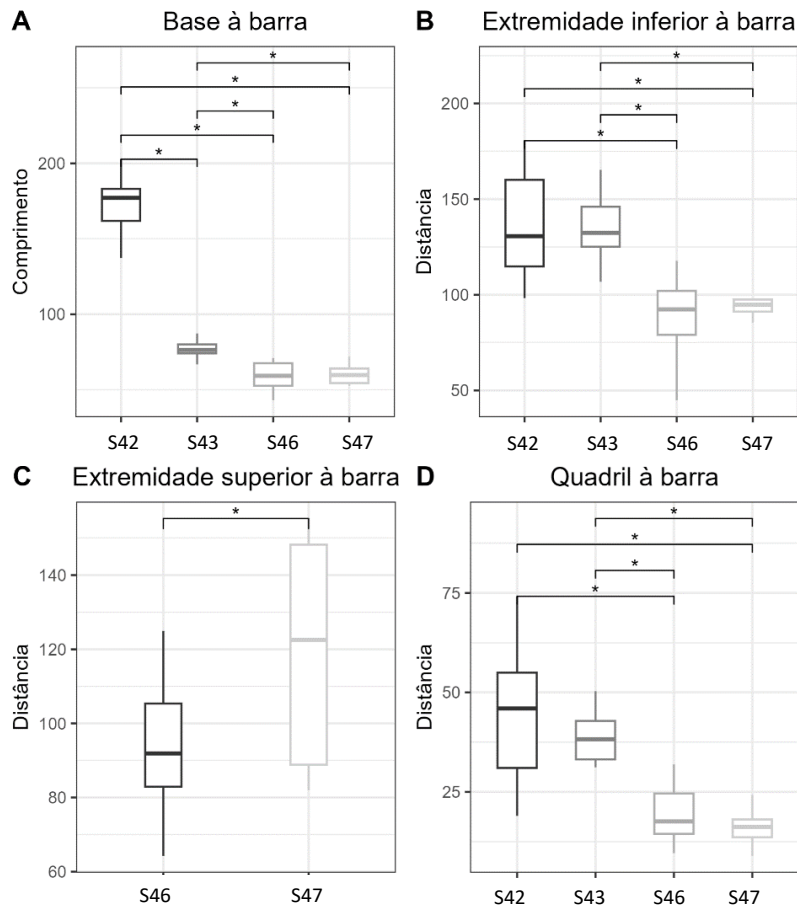 A Base à barra
*
*
*
*
*
200
100
Comprimento
S42 S43 S46 S47
B Extremidade inferior à barra
*
*
*
*
200
150
100
50
Distância
S42 S43 S46 S47
C Extremidade superior à barra
*
140
120
100
80
60
Distância
S46 S47
D Quadril à barra
*
*
*
*
75
50
25
Distância
S42 S43 S46 S47